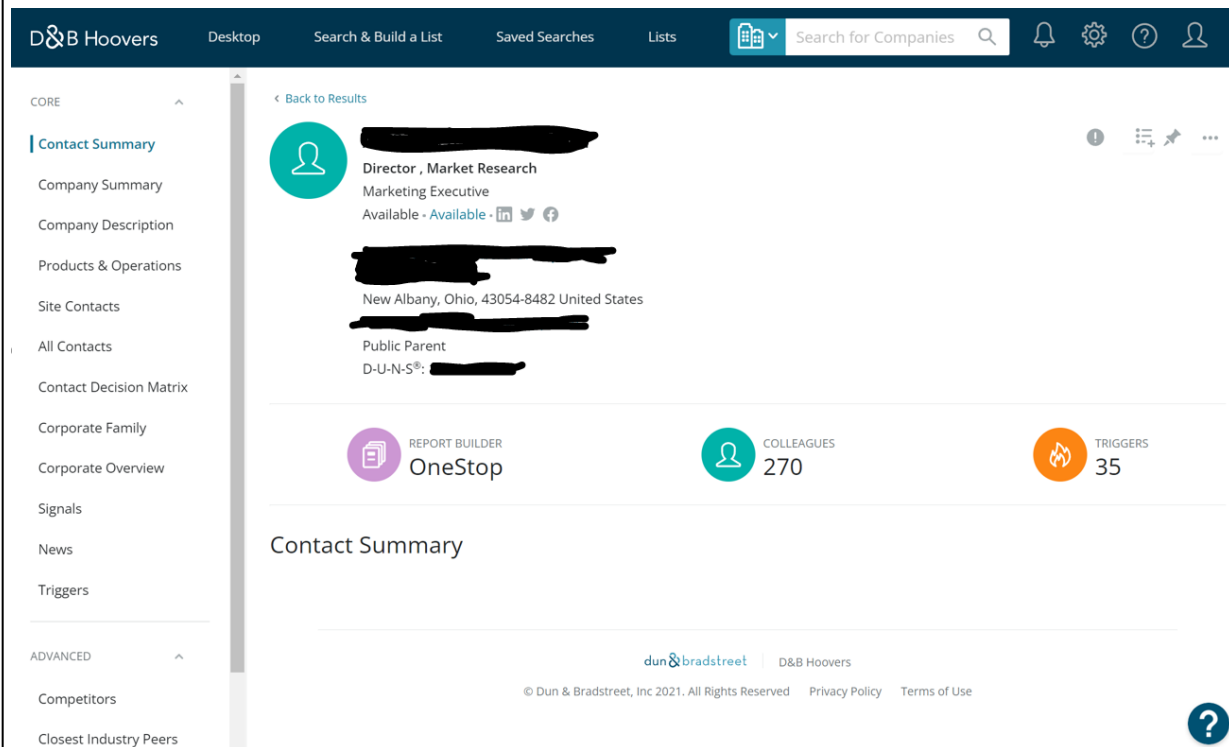 D&B Hoovers
Desktop
Search & Build a List
Saved Searches
Lists
Search for Companies
CORE
Contact Summary
Company Summary
Company Description
Products & Operations
Site Contacts
All Contacts
Contact Decision Matrix
Corporate Family
Corporate Overview
Signals
News
Triggers
ADVANCED
Competitors
Closest Industry Peers
< Back to Results
Director , Market Research
Marketing Executive
Available - Available - in
New Albany, Ohio, 43054-8482 United States
Public Parent
D-U-N-S®:
REPORT BUILDER
OneStop
COLLEAGUES
270
TRIGGERS
35
Contact Summary
dun & bradstreet
D&B Hoovers
© Dun & Bradstreet, Inc 2021. All Rights Reserved Privacy Policy Terms of Use
?